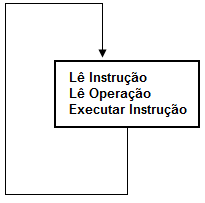 Lê Instrução
Lê Operação
Executar Instrução